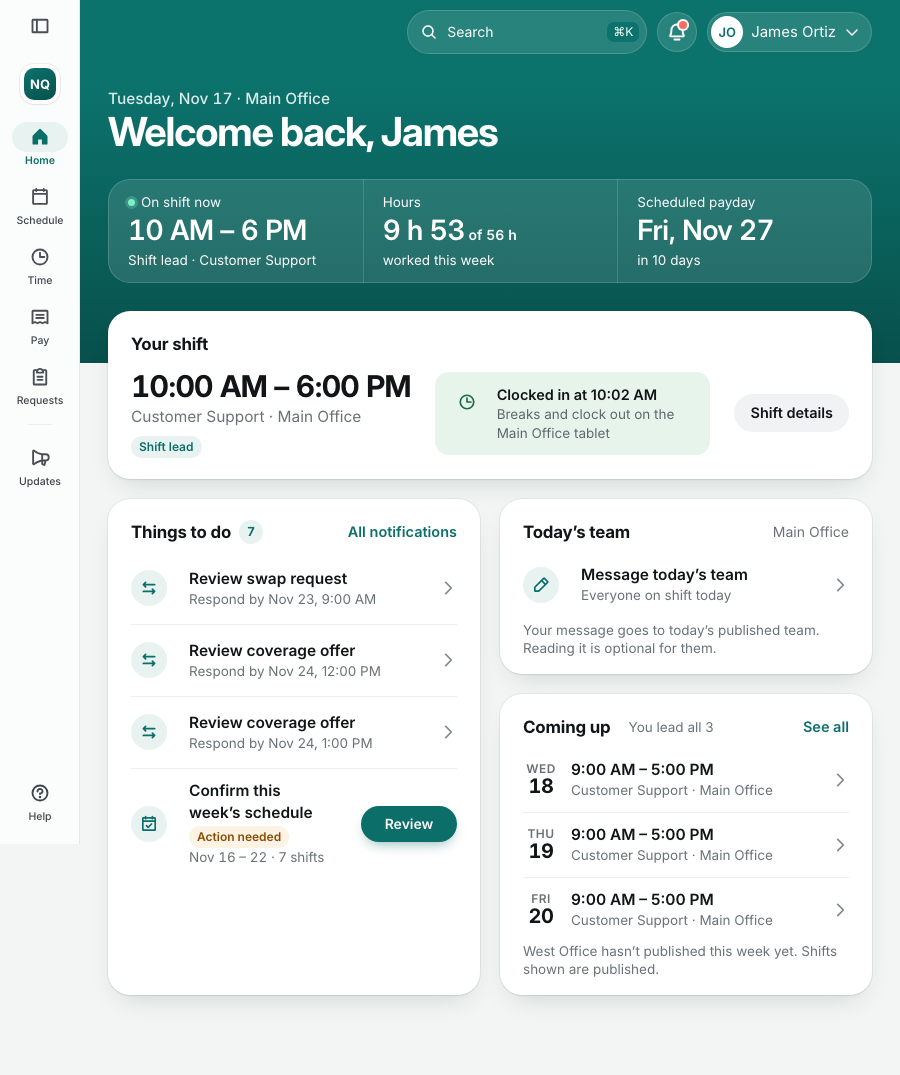 Search
⌘K
JO
James Ortiz
NQ
Home
Schedule
Time
Pay
Requests
Updates
Help
Tuesday, Nov 17 · Main Office
Welcome back, James
On shift now
10 AM – 6 PM
Shift lead · Customer Support
Hours
9 h 53 of 56 h
worked this week
Scheduled payday
Fri, Nov 27
in 10 days
Your shift
10:00 AM – 6:00 PM
Customer Support · Main Office
Shift lead
Clocked in at 10:02 AM
Breaks and clock out on the
Main Office tablet
Shift details
Things to do 7
All notifications
Review swap request
Respond by Nov 23, 9:00 AM
Review coverage offer
Respond by Nov 24, 12:00 PM
Review coverage offer
Respond by Nov 24, 1:00 PM
Confirm this
week’s schedule
Action needed
Nov 16 – 22 · 7 shifts
Review
Today’s team
Main Office
Message today’s team
Everyone on shift today
Your message goes to today’s published team.
Reading it is optional for them.
Coming up
You lead all 3
See all
WED
18
9:00 AM – 5:00 PM
Customer Support · Main Office
THU
19
9:00 AM – 5:00 PM
Customer Support · Main Office
FRI
20
9:00 AM – 5:00 PM
Customer Support · Main Office
West Office hasn’t published this week yet. Shifts
shown are published.